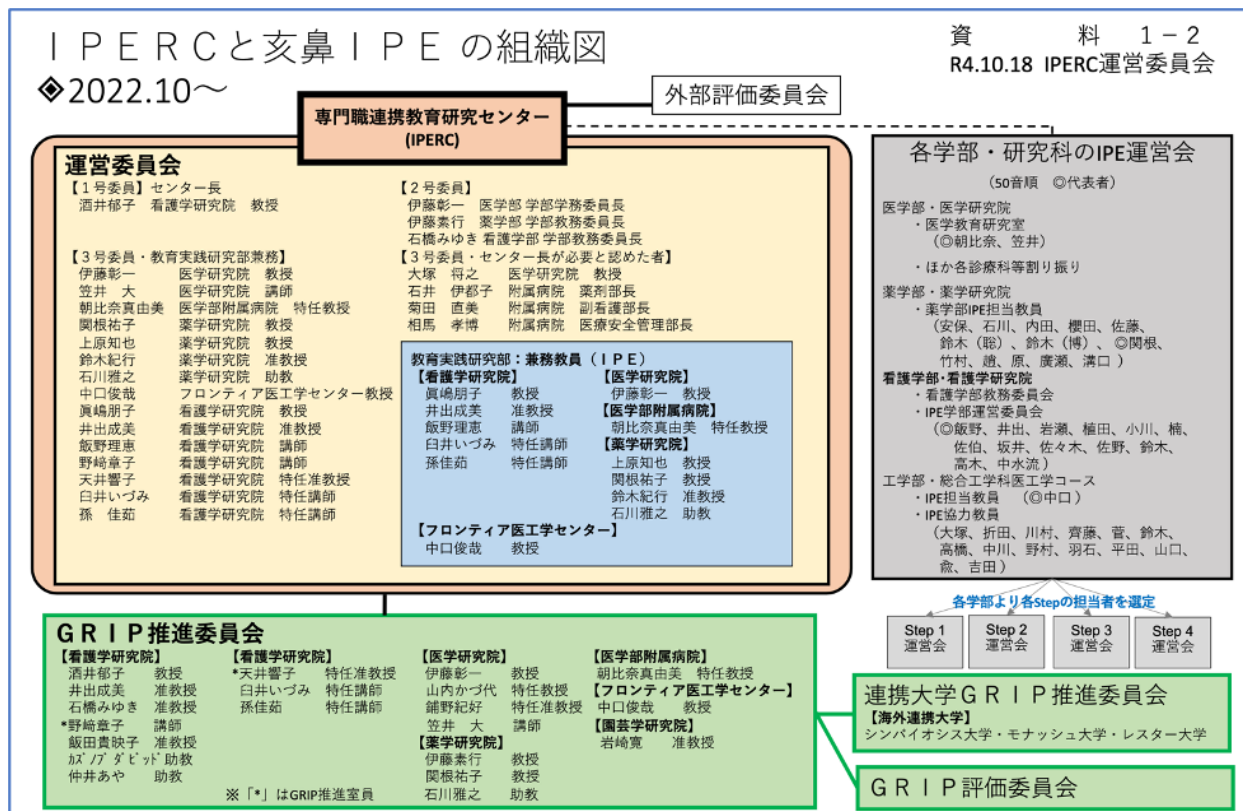 ＩＰＥＲＣと亥鼻ＩＰＥ の組織図
◈2022.10～
資　料　１－２
R4.10.18 IPERC運営委員会
専門職連携教育研究センター
(IPERC)
外部評価委員会
運営委員会
【１号委員】センター長
酒井郁子　看護学研究院　教授
【２号委員】
伊藤彰一　医学部 学部学務委員長
伊藤素行　薬学部 学部教務委員長
石橋みゆき 看護学部 学部教務委員長
【３号委員・教育実践研究部兼務】
伊藤彰一　医学研究院　教授
笠井　大　医学研究院　講師
朝比奈真由美　医学部附属病院　特任教授
関根祐子　薬学研究院　教授
上原知也　薬学研究院　教授
鈴木紀行　薬学研究院　准教授
石川雅之　薬学研究院　助教
中口俊哉　フロンティア医工学センター教授
眞嶋朋子　看護学研究院　教授
井出成美　看護学研究院　准教授
飯野理恵　看護学研究院　講師
野﨑章子　看護学研究院　講師
天井響子　看護学研究院　特任准教授
臼井いづみ　看護学研究院　特任講師
孫　佳茹　看護学研究院　特任講師
【３号委員・センター長が必要と認めた者】
大塚　将之　医学研究院　教授
石井　伊都子　附属病院　薬剤部長
菊田　直美　附属病院　副看護部長
相馬　孝博　附属病院　医療安全管理部長
教育実践研究部：兼務教員（ＩＰＥ）
【看護学研究院】
眞嶋朋子　教授
井出成美　准教授
飯野理恵　講師
臼井いづみ　特任講師
孫佳茹　特任講師
【医学研究院】
伊藤彰一　教授
【医学部附属病院】
朝比奈真由美　特任教授
【薬学研究院】
上原知也　教授
関根祐子　教授
鈴木紀行　准教授
石川雅之　助教
【フロンティア医工学センター】
中口俊哉　教授
各学部・研究科のIPE運営会
（50音順　◎代表者）
医学部・医学研究院
・医学教育研究室
（◎朝比奈、笠井）
・ほか各診療科等割り振り
薬学部・薬学研究院
・薬学部IPE担当教員
（安保、石川、内田、櫻田、佐藤、
鈴木（聡）、鈴木（博）、◎関根、
竹村、趙、原、廣瀬、溝口 ）
看護学部・看護学研究院
・看護学部教務委員会
・IPE学部運営委員会
（◎飯野、井出、岩瀬、植田、小川、楠、
佐伯、坂井、佐々木、佐野、鈴木、
高木、中水流 ）
工学部・総合工学科医工学コース
・IPE担当教員　（◎中口）
・IPE協力教員
（大塚、折田、川村、齊藤、菅、鈴木、
高橋、中川、野村、羽石、平田、山口、
兪、吉田 ）
各学部より各Stepの担当者を選定
Step 1
運営会
Step 2
運営会
Step 3
運営会
Step 4
運営会
ＧＲＩＰ推進委員会
【看護学研究院】
酒井郁子　教授
井出成美　准教授
石橋みゆき　准教授
*野﨑章子　講師
飯田貴映子　准教授
ｶｽﾞﾉﾌﾞ ﾀﾞﾋﾞｯﾄﾞ 助教
仲井あや　助教
【看護学研究院】
*天井響子　特任准教授
臼井いづみ　特任講師
孫佳茹　特任講師
【医学研究院】
伊藤彰一　教授
山内かづ代　特任教授
鋪野紀好　特任准教授
笠井　大　講師
【薬学研究院】
伊藤素行　教授
関根祐子　教授
石川雅之　助教
【医学部附属病院】
朝比奈真由美　特任教授
【フロンティア医工学センター】
中口俊哉　教授
【園芸学研究院】
岩崎寛　准教授
※「*」はGRIP推進室員
連携大学ＧＲＩＰ推進委員会
【海外連携大学】
シンバイオシス大学・モナッシュ大学・レスター大学
ＧＲＩＰ評価委員会